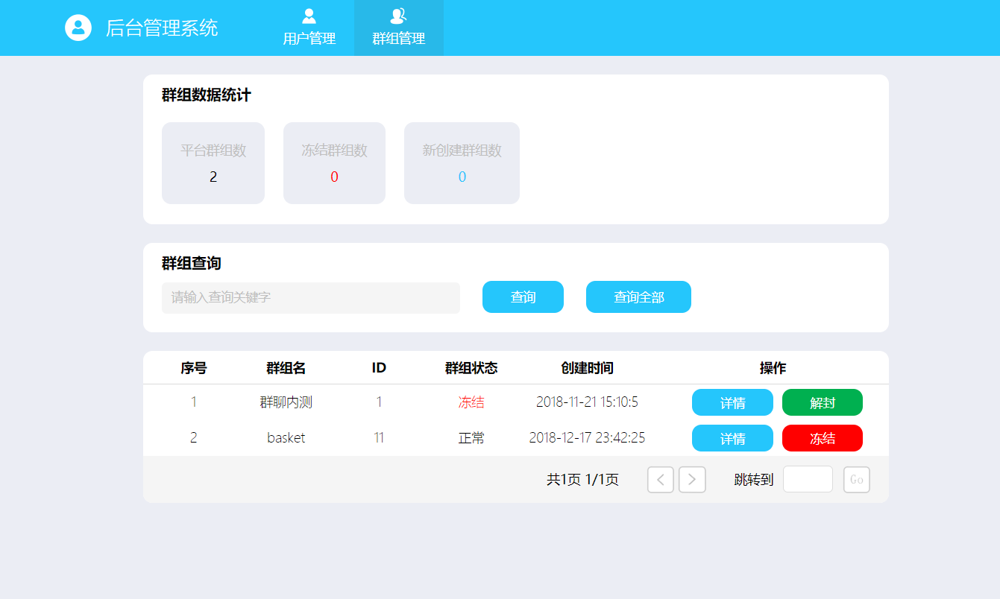 后台管理系统
用户管理
群组管理
群组数据统计
平台群组数 冻结群组数 新创建群组数
2 0 0
群组查询
请输入查询关键字 查询 查询全部
序号 群组名 ID 群组状态 创建时间 操作
1 群聊内测 1 冻结 2018-11-21 15:10:5 详情 解封
2 basket 11 正常 2018-12-17 23:42:25 详情 冻结
共1页 1/1页 < > 跳转到 Go